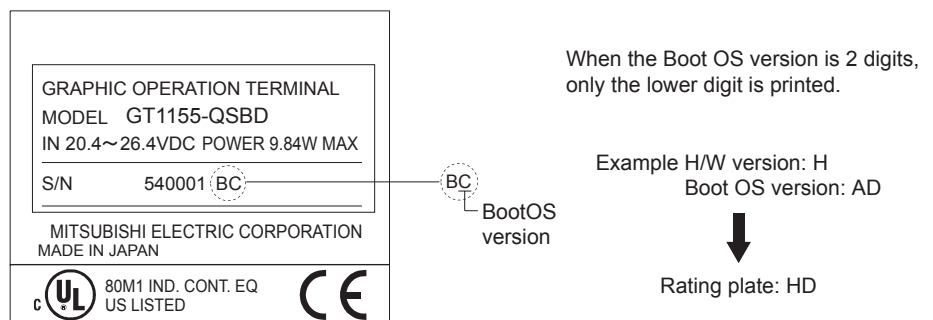 GRAPHIC OPERATION TERMINAL
MODEL GT1155-QSBD
IN 20.4～26.4VDC POWER 9.84W MAX
S/N 540001 BC
MITSUBISHI ELECTRIC CORPORATION
MADE IN JAPAN
C UL ® 80M1 IND. CONT. EQ
US LISTED
CE
BC
BootOS
version
When the Boot OS version is 2 digits,
only the lower digit is printed.
Example H/W version: H
Boot OS version: AD
Rating plate: HD